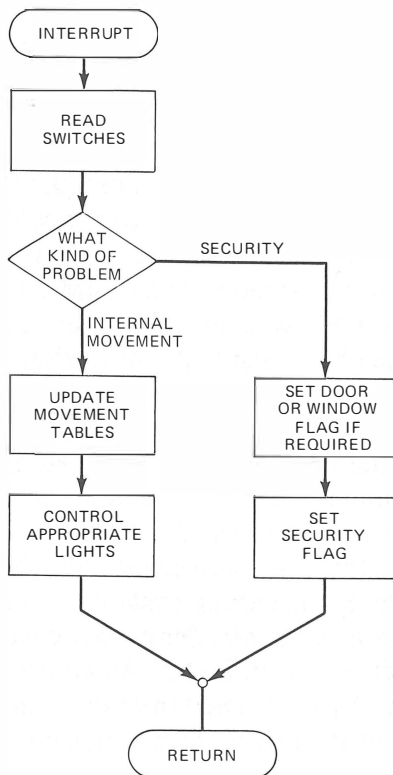 INTERRUPT
READ
SWITCHES
WHAT
KIND OF
PROBLEM
SECURITY
INTERNAL
MOVEMENT
UPDATE
MOVEMENT
TABLES
SET DOOR
OR WINDOW
FLAG IF
REQUIRED
CONTROL
APPROPRIATE
LIGHTS
SET
SECURITY
FLAG
RETURN